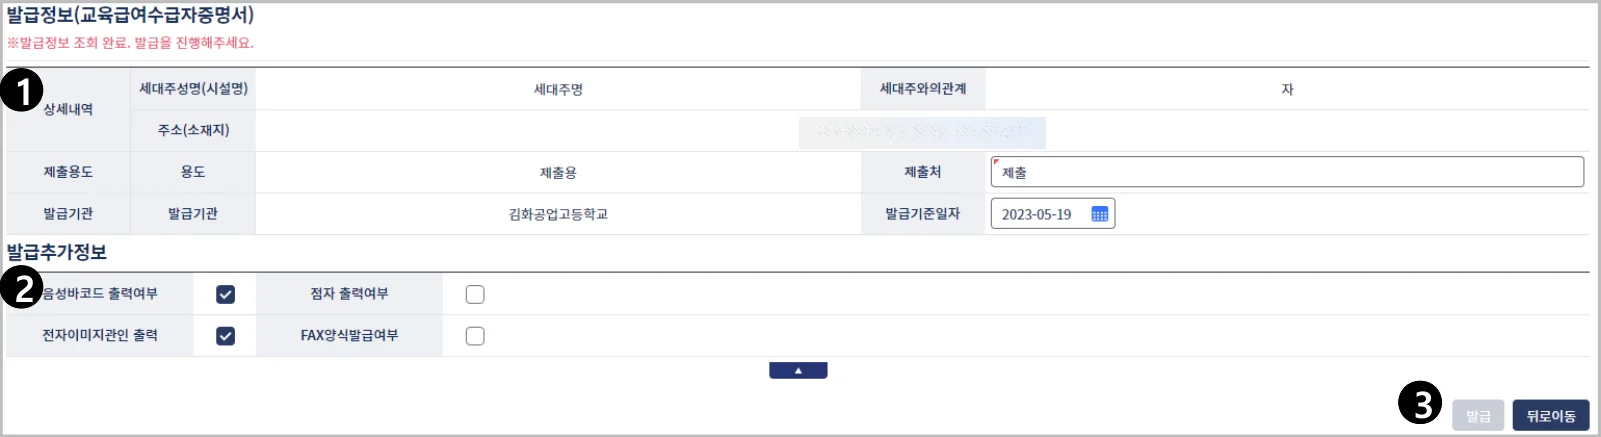 발급정보(교육급여수급자증명서)
※발급정보 조회 완료. 발급을 진행해주세요.
1 상세내역 세대주성명(시설명) 세대주명 세대주와의관계 자
주소(소재지)
제출용도 용도 제출용 제출처 제출
발급기관 발급기관 김화공업고등학교 발급기준일자 2023-05-19
발급추가정보
2 음성바코드 출력여부 점자 출력여부
전자이미지관인 출력 FAX양식발급여부
▲
3 발급 뒤로이동